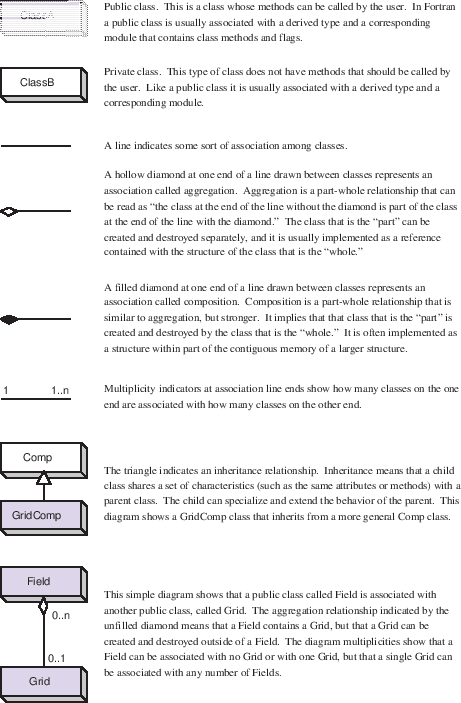 ClassA
Public class. This is a class whose methods can be called by the user. In Fortran
a public class is usually associated with a derived type and a corresponding
module that contains class methods and flags.
ClassB
Private class. This type of class does not have methods that should be called by
the user. Like a public class it is usually associated with a derived type and a
corresponding module.
A line indicates some sort of association among classes.
A hollow diamond at one end of a line drawn between classes represents an
association called aggregation. Aggregation is a part-whole relationship that can
be read as “the class at the end of the line without the diamond is part of the class
at the end of the line with the diamond.” The class that is the “part” can be
created and destroyed separately, and it is usually implemented as a reference
contained with the structure of the class that is the “whole.”
A filled diamond at one end of a line drawn between classes represents an
association called composition. Composition is a part-whole relationship that is
similar to aggregation, but stronger. It implies that that class that is the “part” is
created and destroyed by the class that is the “whole.” It is often implemented as
a structure within part of the contiguous memory of a larger structure.
1 1..n
Multiplicity indicators at association line ends show how many classes on the one
end are associated with how many classes on the other end.
Comp
GridComp
The triangle indicates an inheritance relationship. Inheritance means that a child
class shares a set of characteristics (such as the same attributes or methods) with a
parent class. The child can specialize and extend the behavior of the parent. This
diagram shows a GridComp class that inherits from a more general Comp class.
Field
0..n
0..1
Grid
This simple diagram shows that a public class called Field is associated with
another public class, called Grid. The aggregation relationship indicated by the
unfilled diamond means that a Field contains a Grid, but that a Grid can be
created and destroyed outside of a Field. The diagram multiplicities show that a
Field can be associated with no Grid or with one Grid, but that a single Grid can
be associated with any number of Fields.